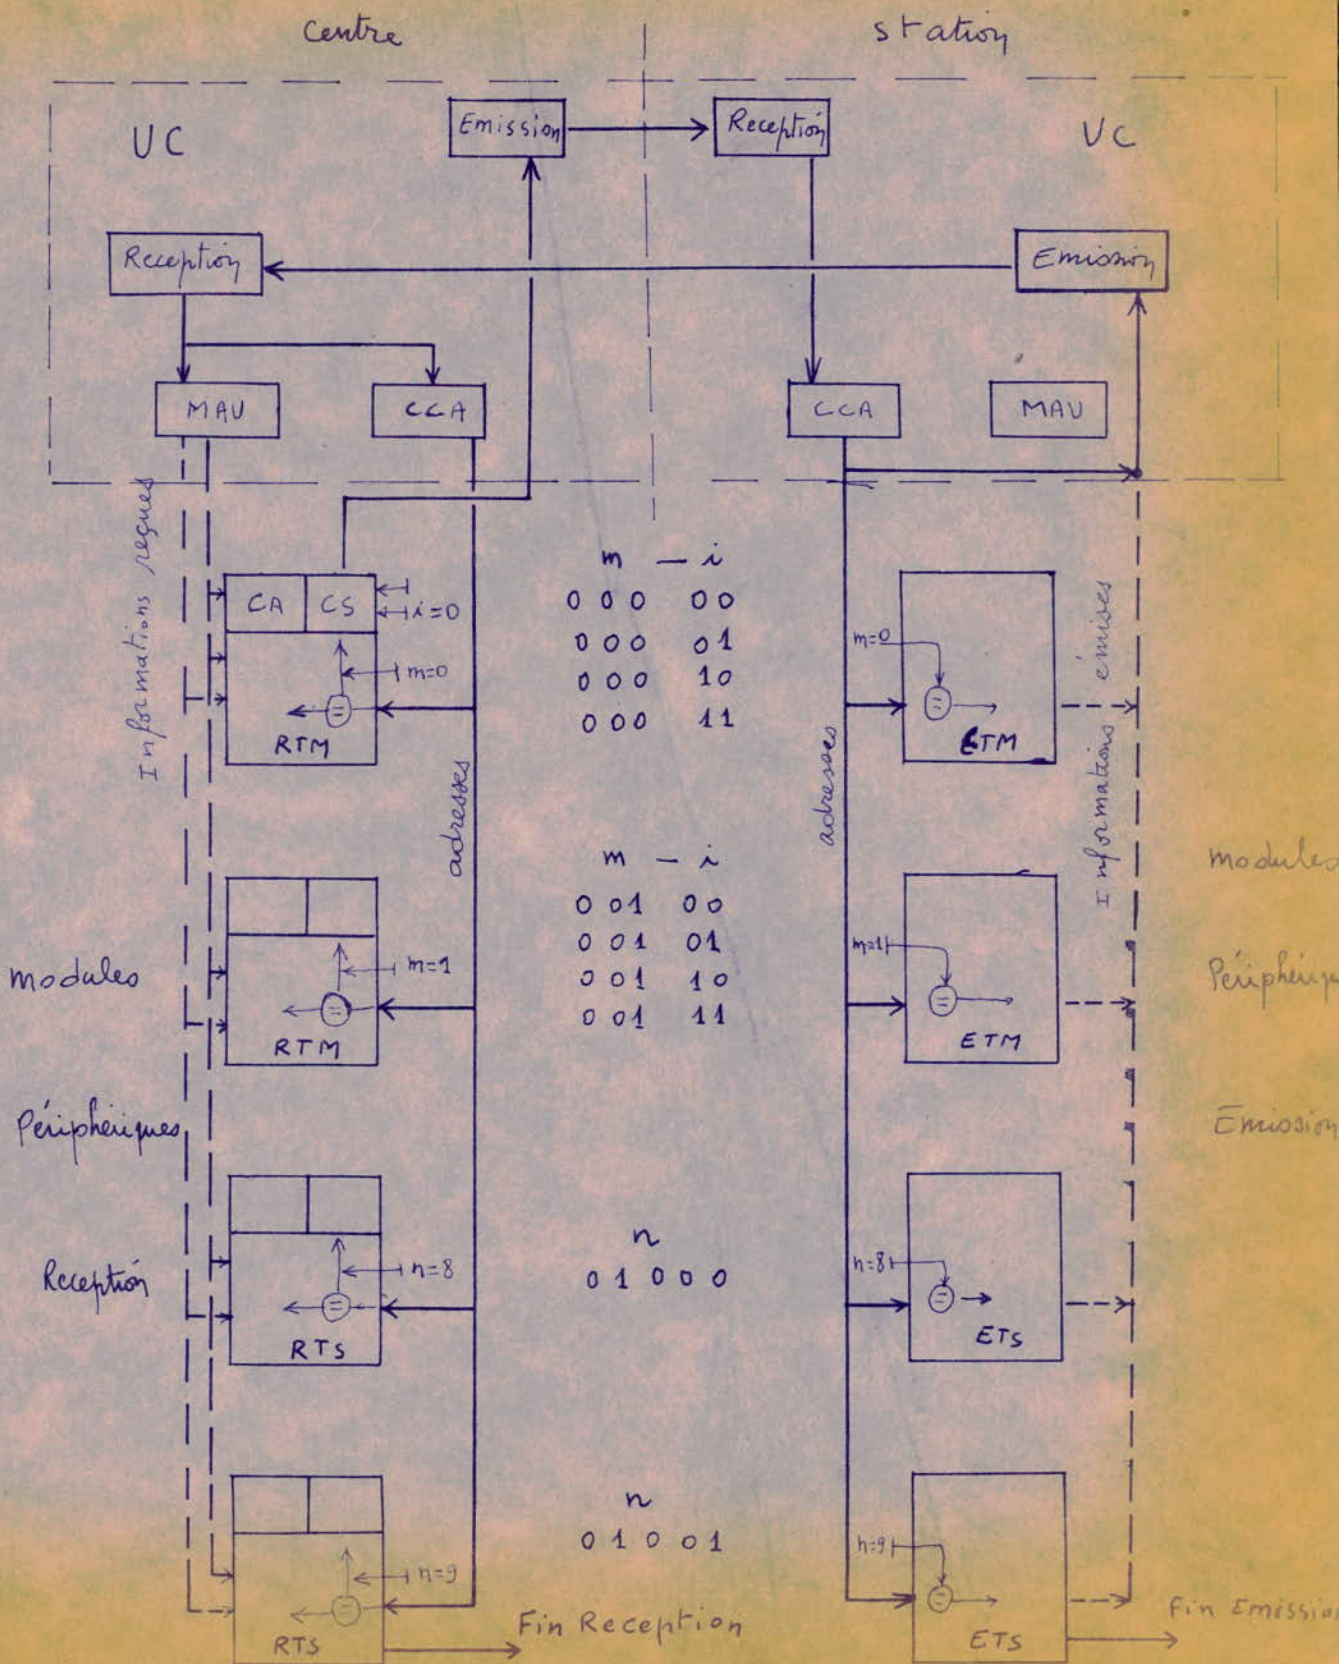 Centre station
UC Emission Reception UC
Reception Emission
MAU CCA CCA MAU
Informations reçues
adresses
adresses
Informations émises
CA CS i=0
m=0
RTM
m - i
000 00
000 01
000 10
000 11
m=0
ETM
modules
m=1
RTM
m - i
001 00
001 01
001 10
001 11
m=1
ETM
modules
Périphériqu
Périphériques
Emission
Reception
n=8
RTS
n
01000
n=8
ETS
n=9
RTS
n
01001
n=9
ETS
Fin Reception
Fin Emission